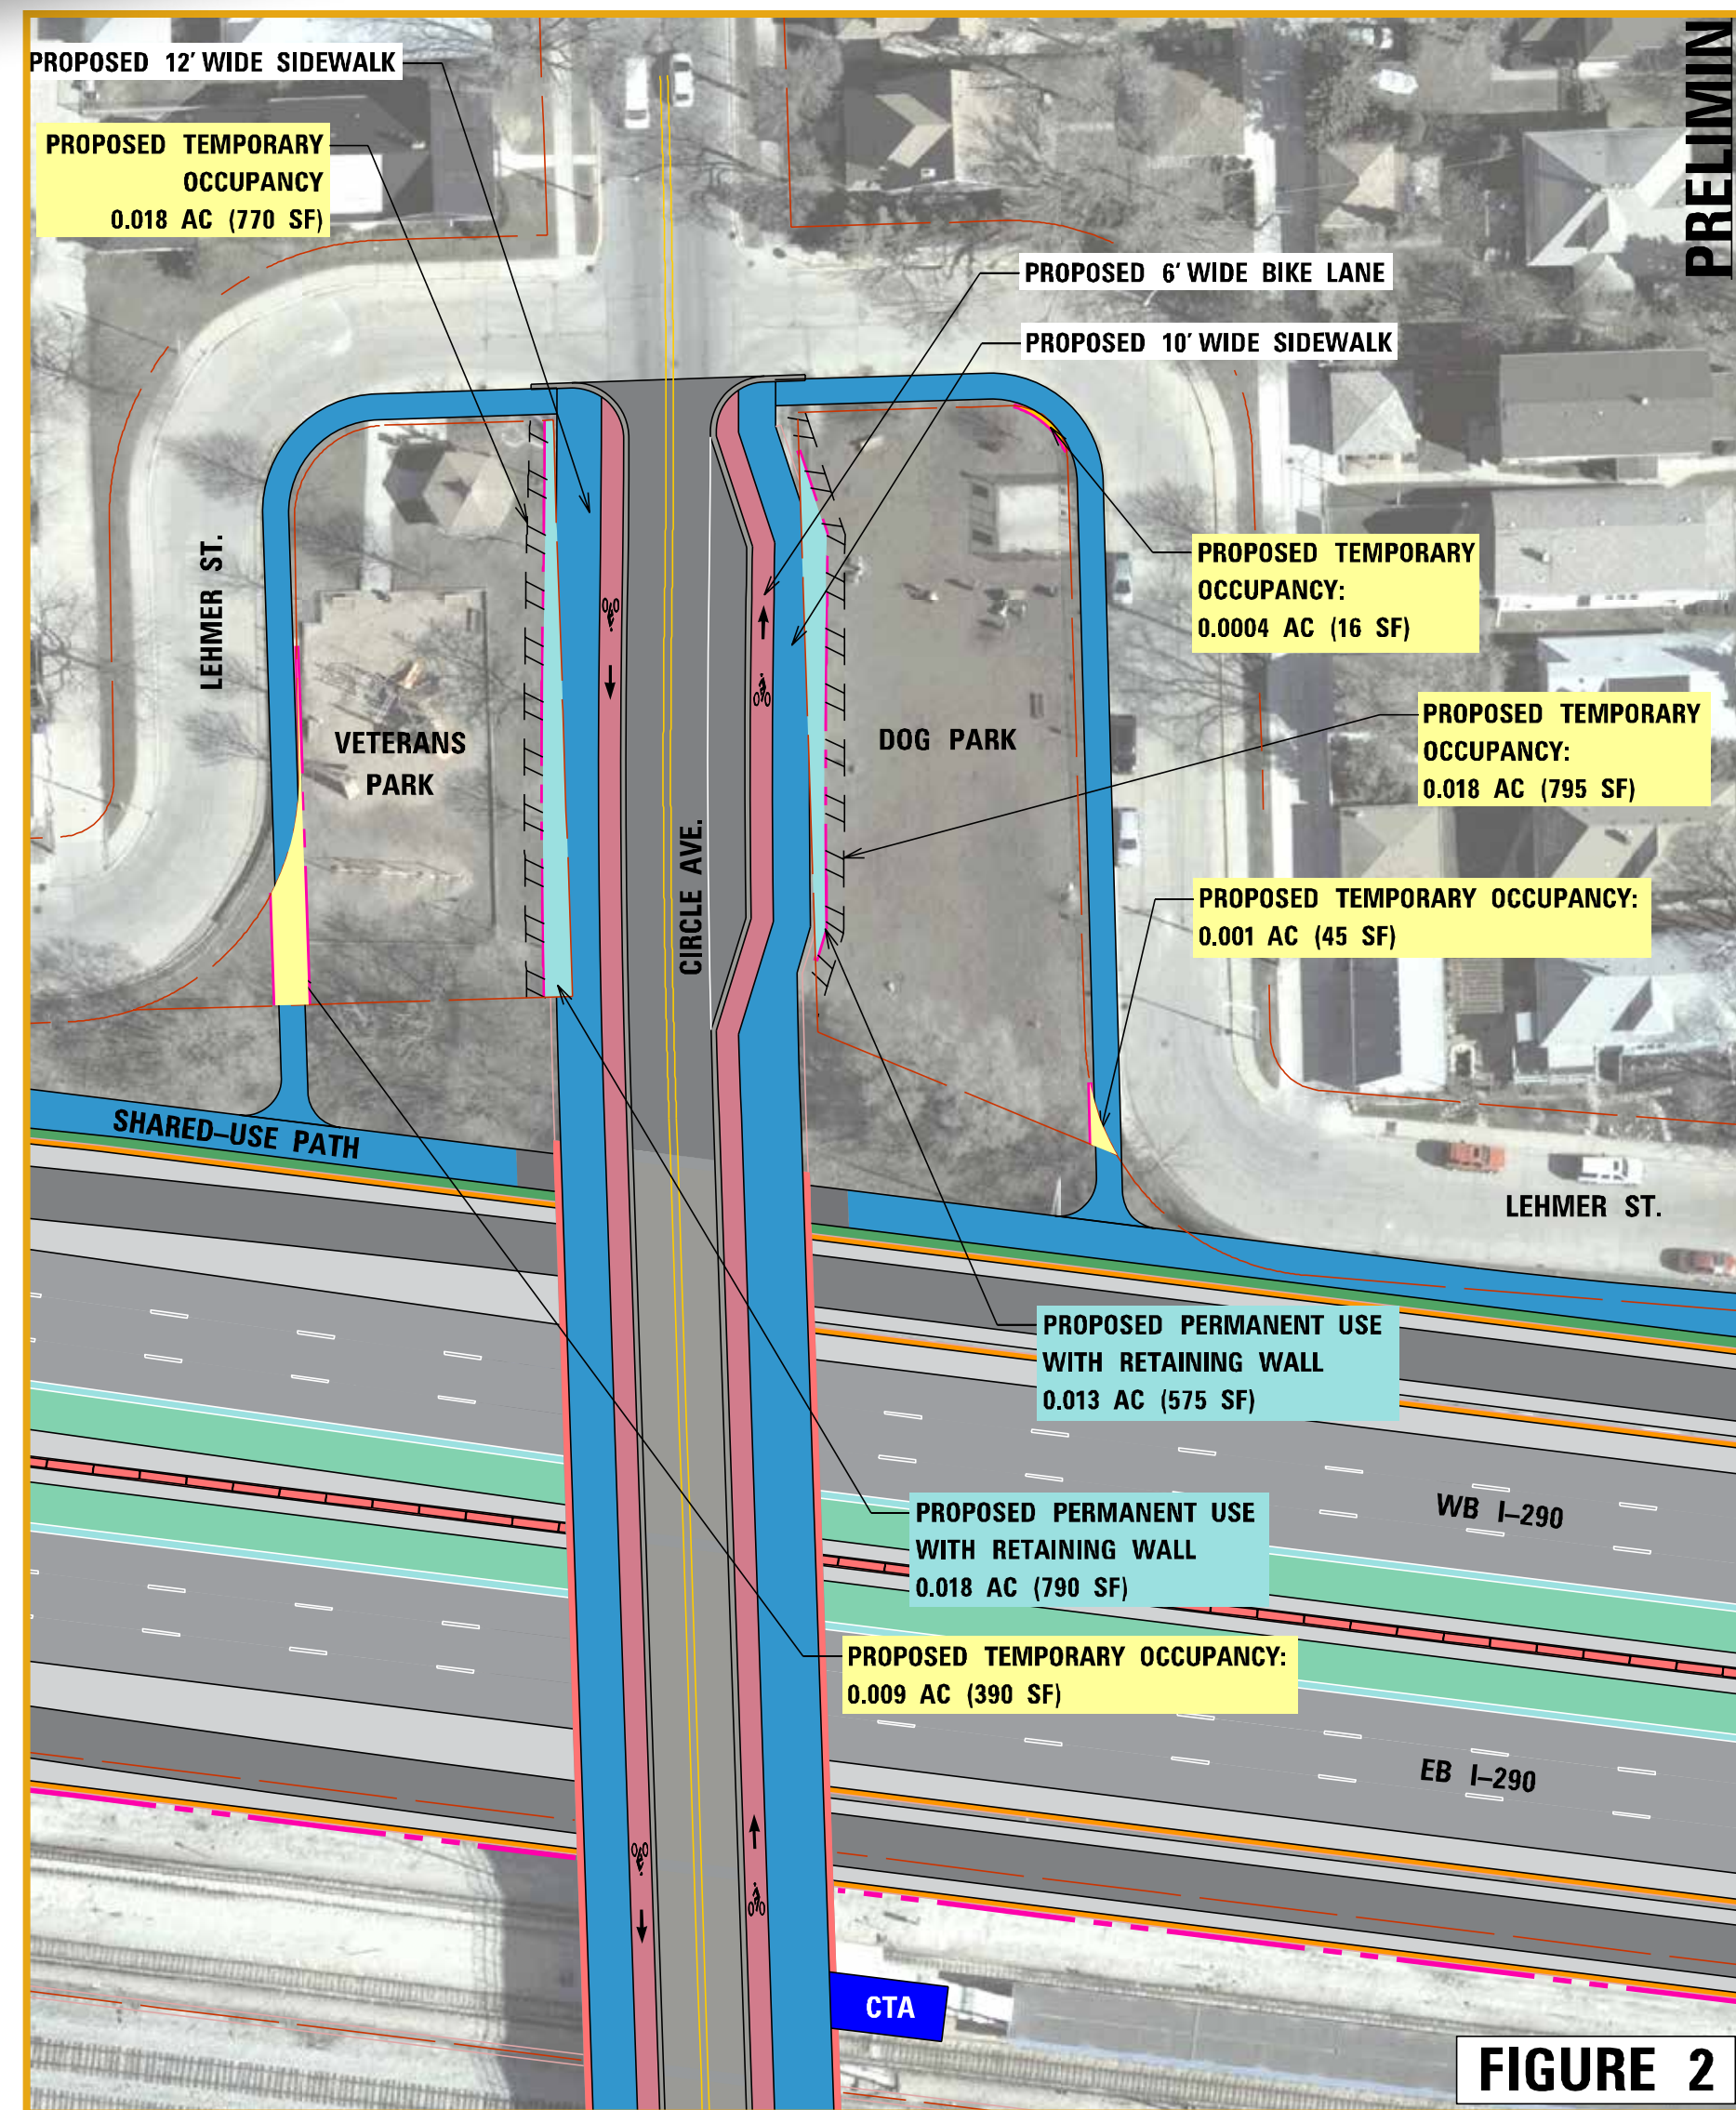 PRELIMIN
PROPOSED 12' WIDE SIDEWALK
PROPOSED TEMPORARY
OCCUPANCY
0.018 AC (770 SF)
PROPOSED 6' WIDE BIKE LANE
PROPOSED 10' WIDE SIDEWALK
LEHMER ST.
PROPOSED TEMPORARY
OCCUPANCY:
0.0004 AC (16 SF)
VETERANS
PARK
DOG PARK
PROPOSED TEMPORARY
OCCUPANCY:
0.018 AC (795 SF)
CIRCLE AVE.
PROPOSED TEMPORARY OCCUPANCY:
0.001 AC (45 SF)
SHARED-USE PATH
LEHMER ST.
PROPOSED PERMANENT USE
WITH RETAINING WALL
0.013 AC (575 SF)
PROPOSED PERMANENT USE
WITH RETAINING WALL
0.018 AC (790 SF)
WB I-290
PROPOSED TEMPORARY OCCUPANCY:
0.009 AC (390 SF)
EB I-290
CTA
FIGURE 2